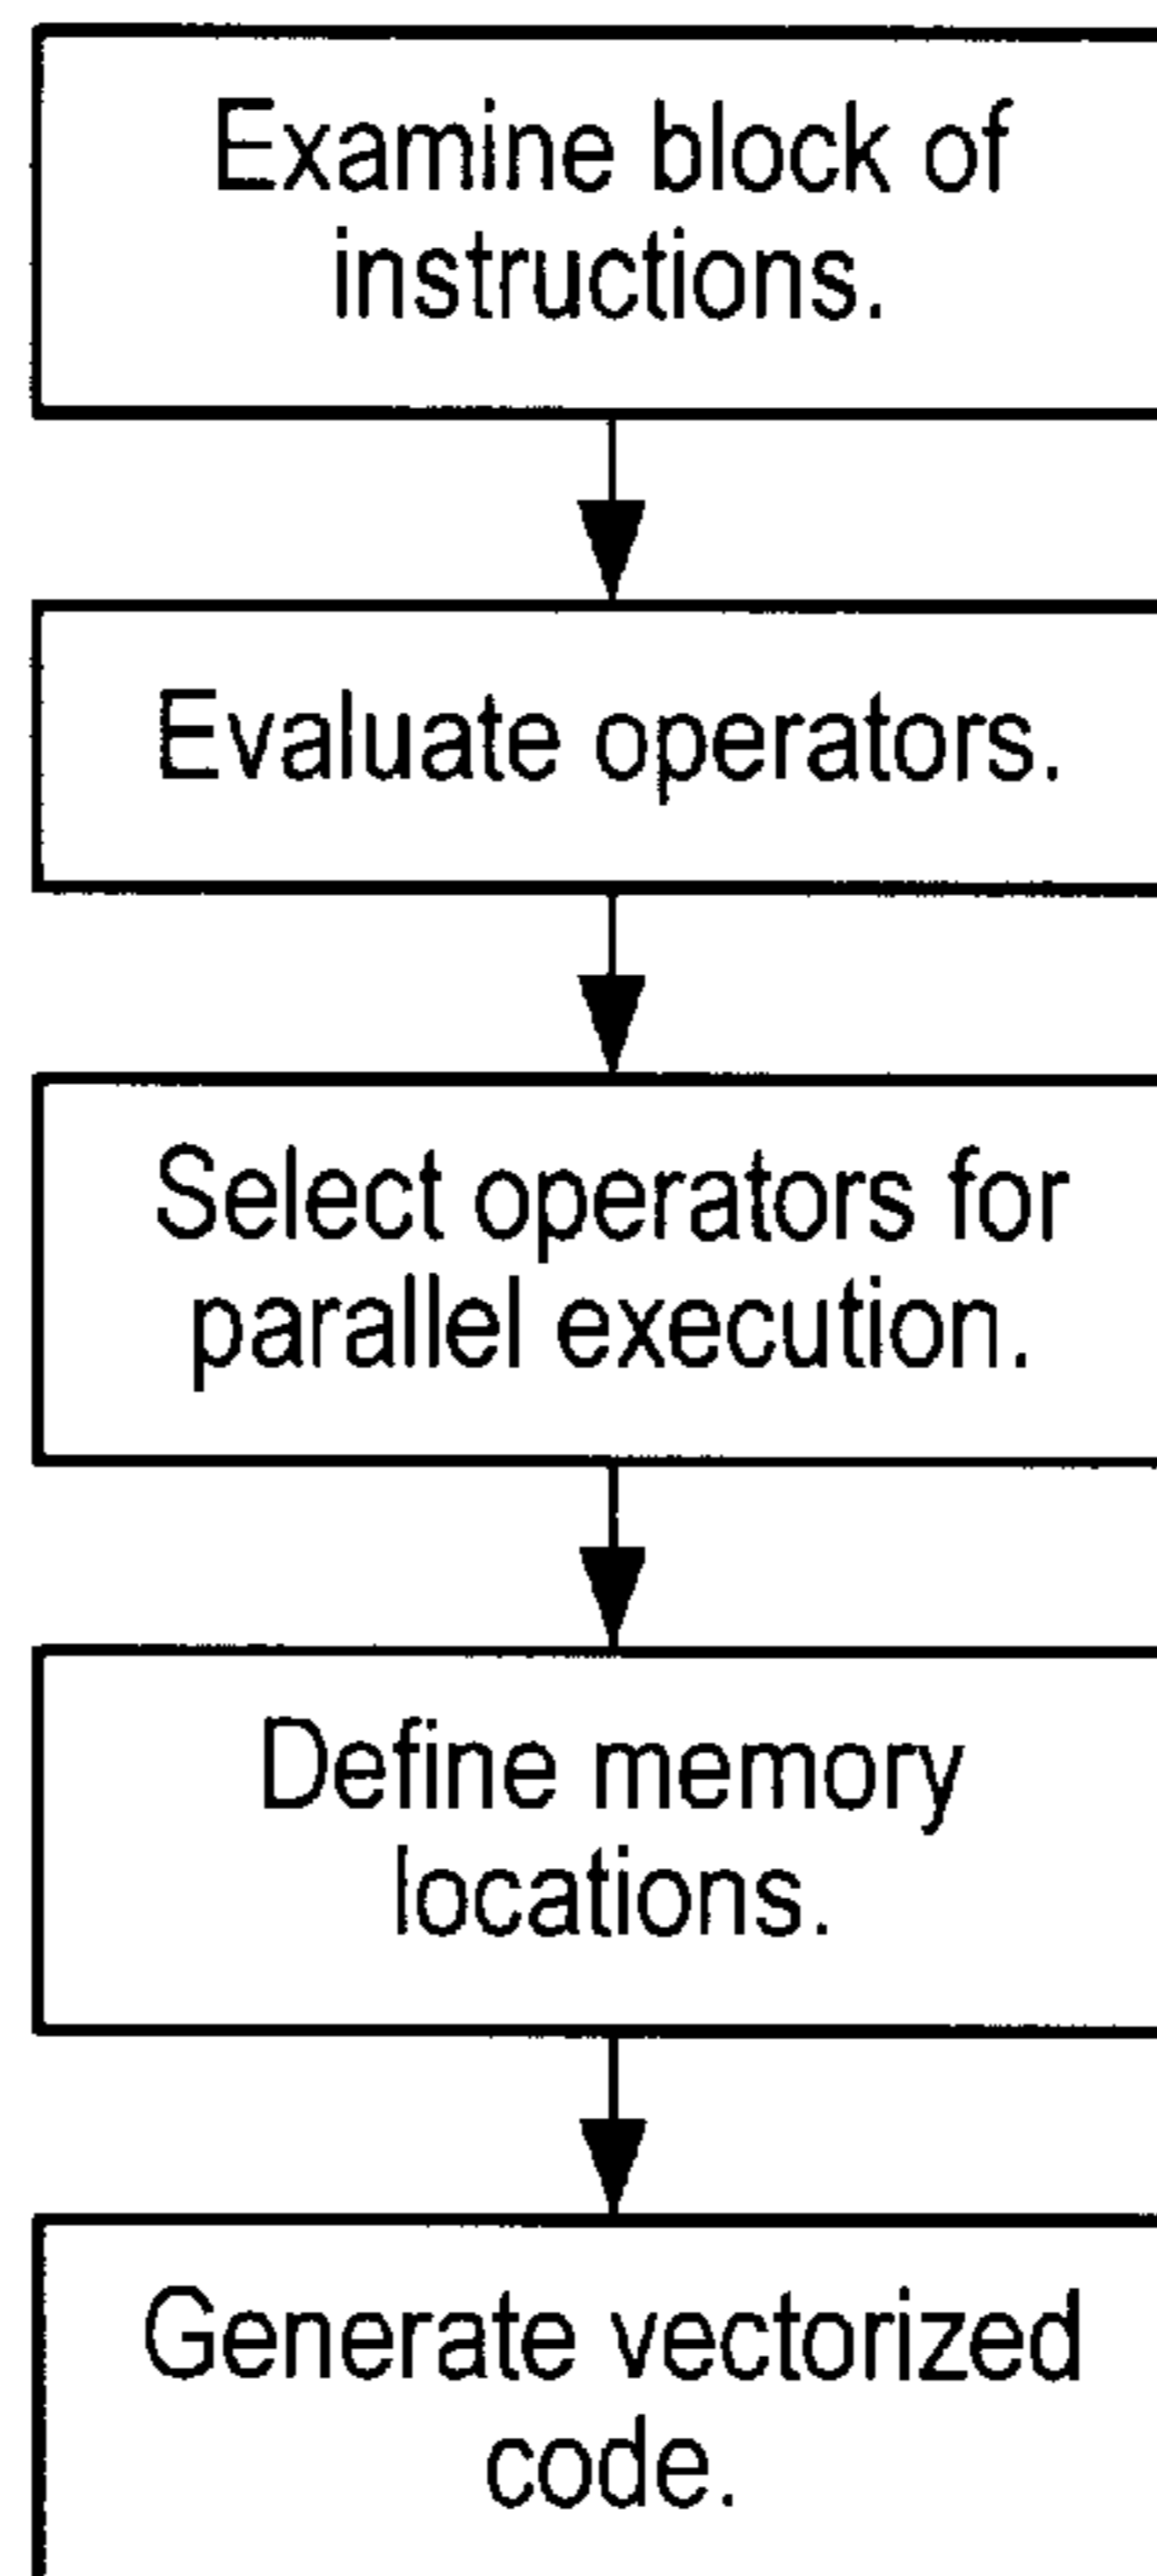 Examine block of
instructions.
Evaluate operators.
Select operators for
parallel execution.
Define memory
locations.
Generate vectorized
code.